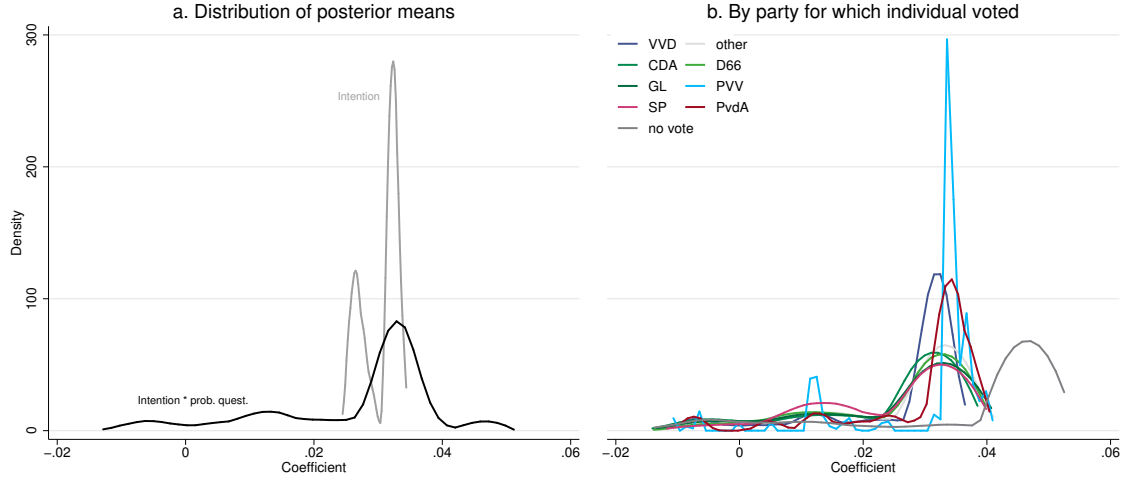 a. Distribution of posterior means
300
200
100
0
Density
Intention
Intention * prob. quest.
−.02 0 .02 .04 .06
Coefficient
b. By party for which individual voted
VVD other
CDA D66
GL PVV
SP PvdA
no vote
−.02 0 .02 .04 .06
Coefficient